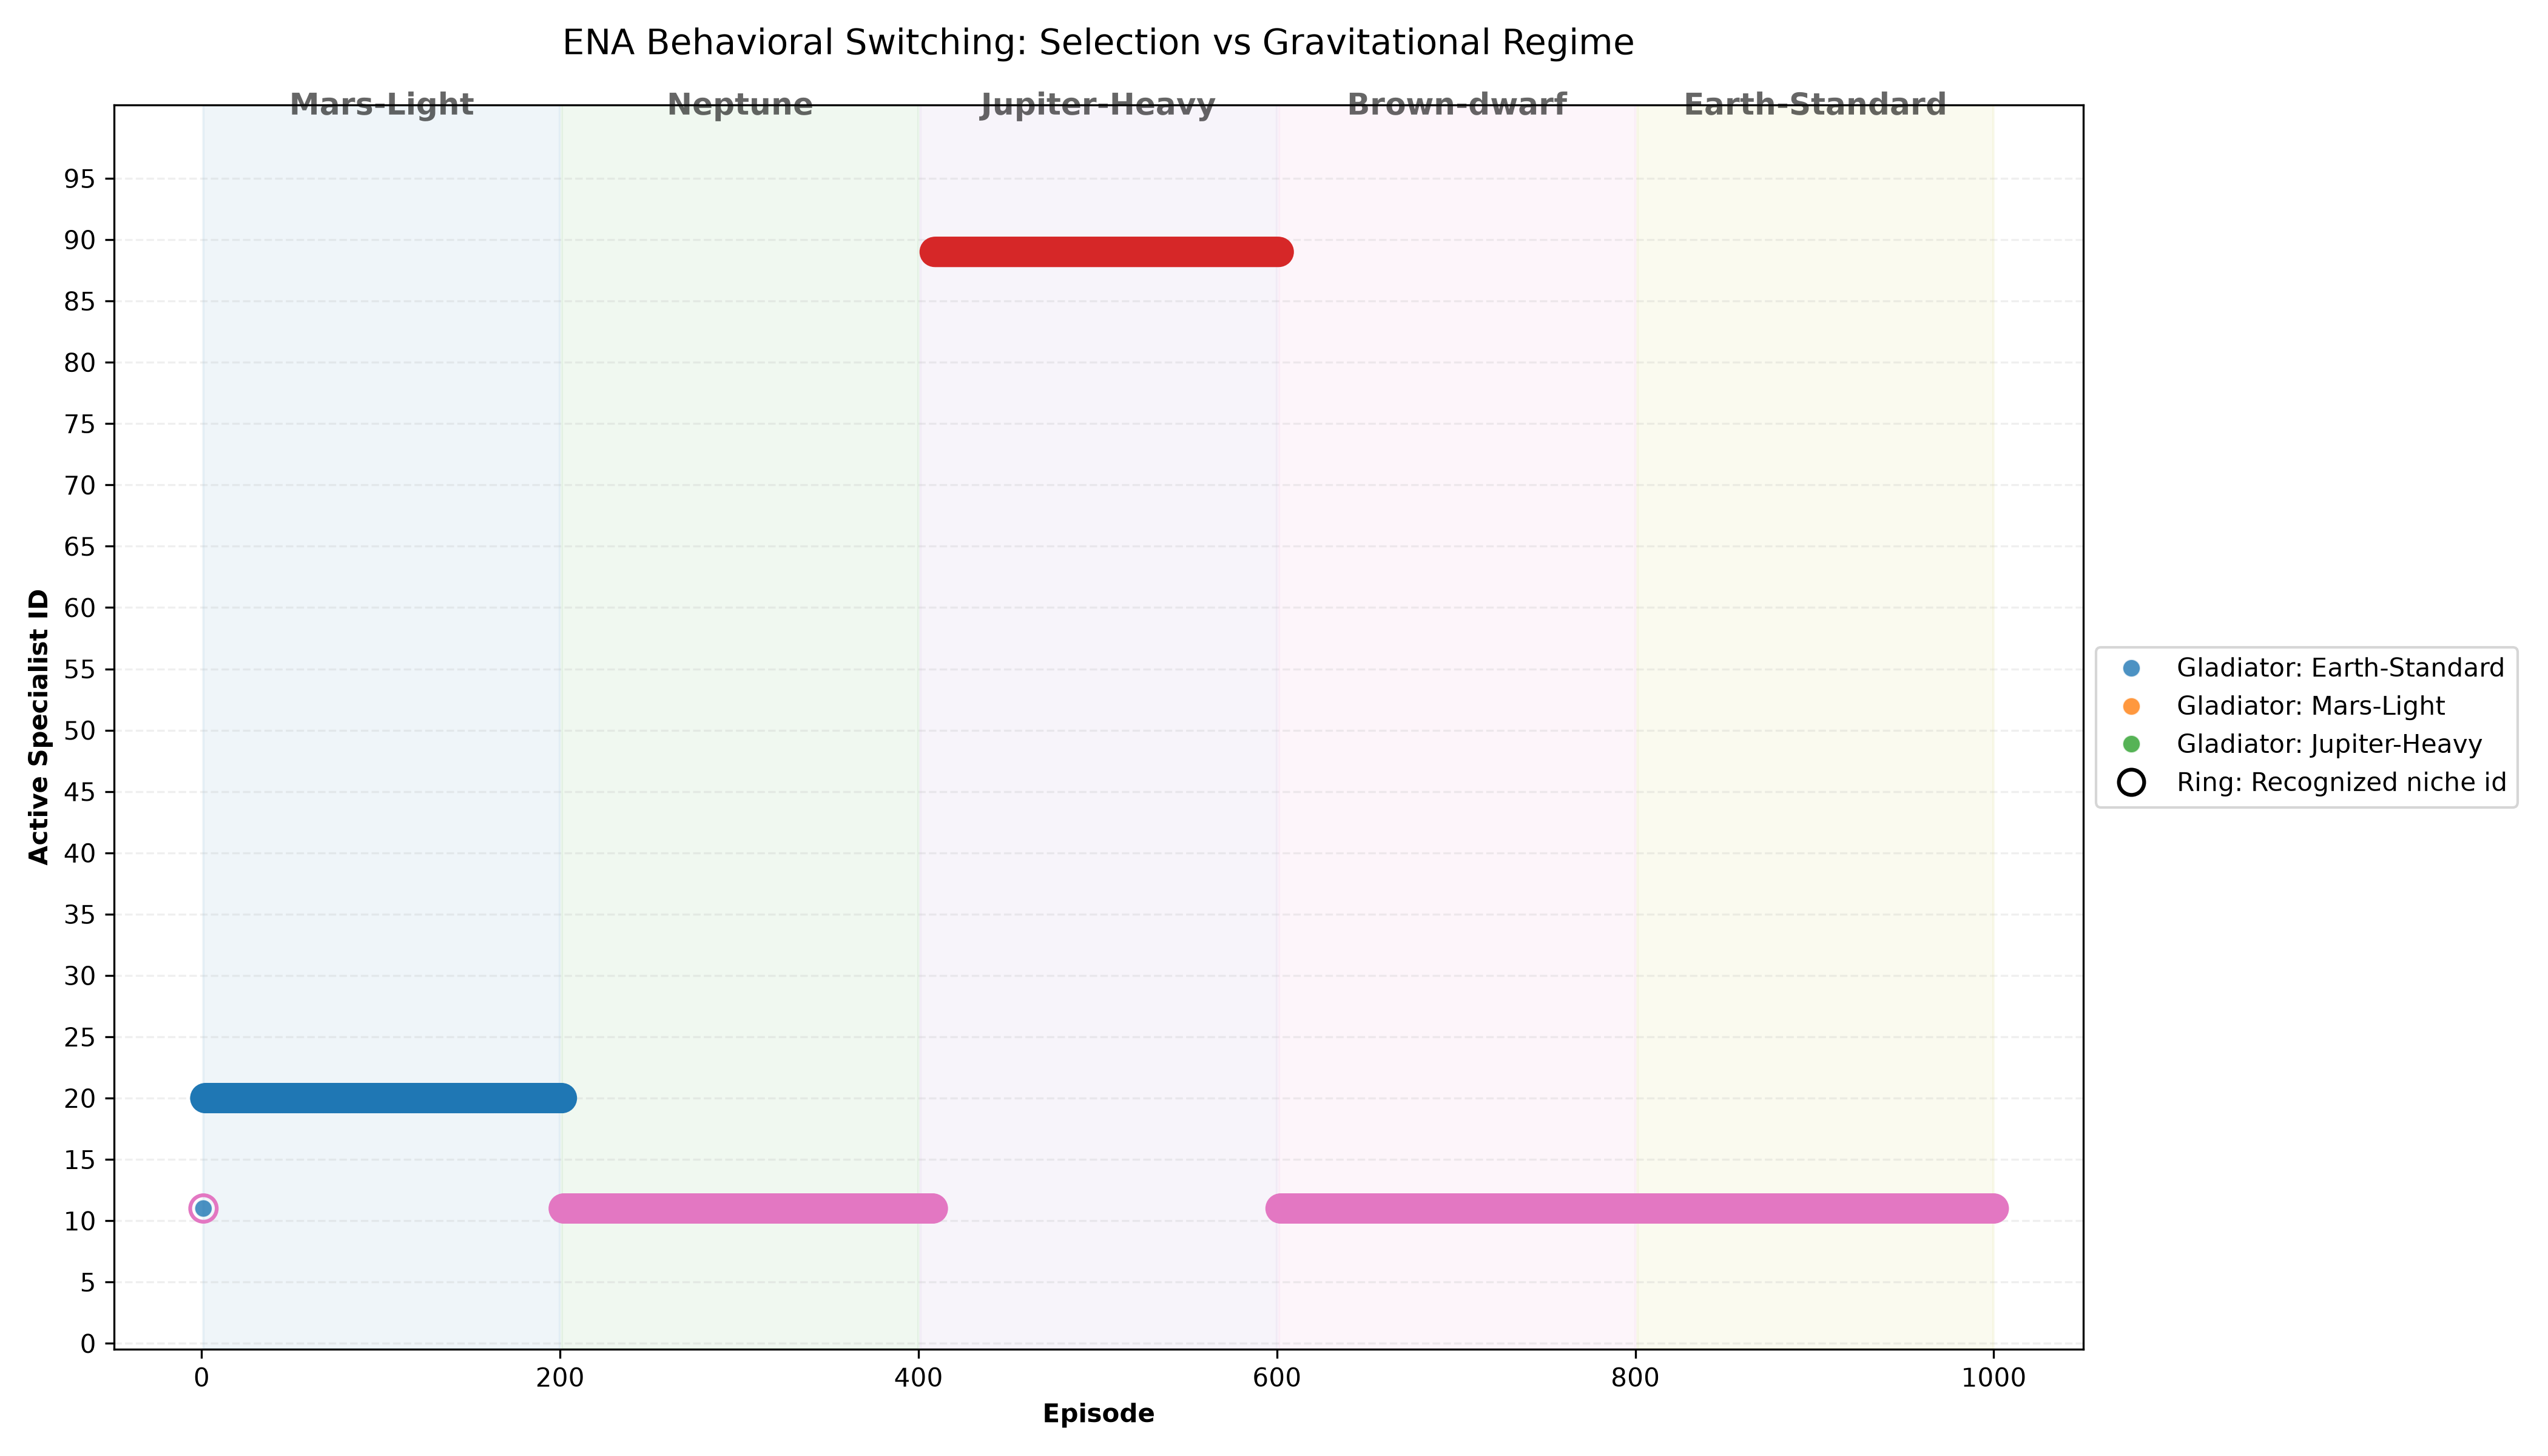 ENA Behavioral Switching: Selection vs Gravitational Regime
Mars-Light Neptune Jupiter-Heavy Brown-dwarf Earth-Standard
95
90
85
80
75
70
65
60
55
50
45
40
35
30
25
20
15
10
5
0
Active Specialist ID
Gladiator: Earth-Standard
Gladiator: Mars-Light
Gladiator: Jupiter-Heavy
Ring: Recognized niche id
0 200 400 600 800 1000
Episode